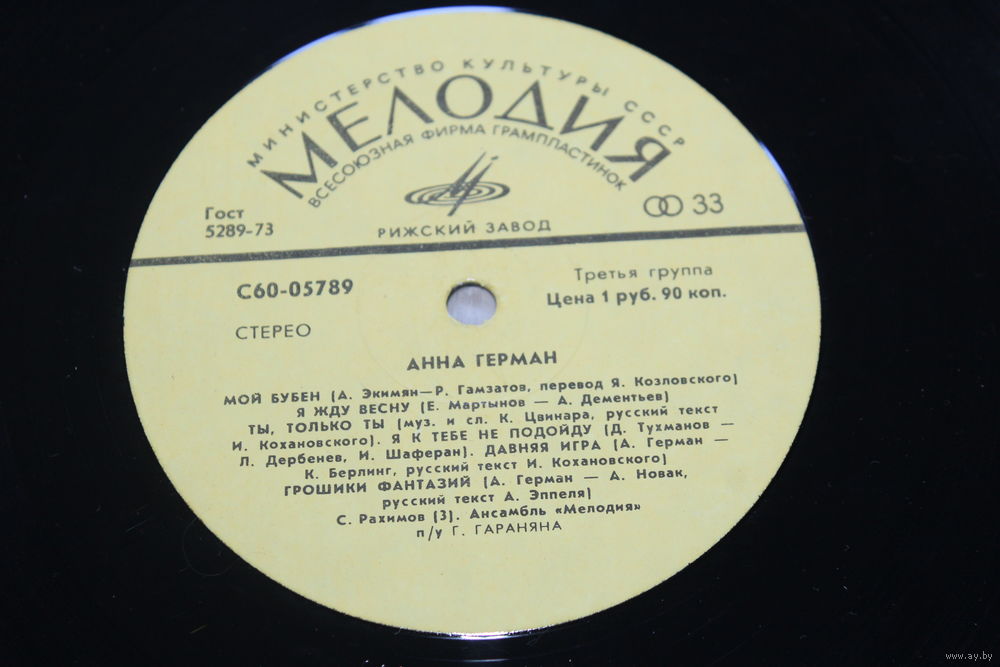 МИНИСТЕРСТВО КУЛЬТУРЫ СССР
МЕЛОДИЯ
ВСЕСОЮЗНАЯ ФИРМА ГРАМПЛАСТИНОК
Гост
5289-73
33
РИЖСКИЙ ЗАВОД
С60-05789
Третья группа
Цена 1 руб. 90 коп.
СТЕРЕО
АННА ГЕРМАН
МОЙ БУБЕН (А. Экимян—Р. Гамзатов, перевод Я. Козловского)
Я ЖДУ ВЕСНУ (Е. Мартынов — А. Дементьев)
ТЫ, ТОЛЬКО ТЫ (муз. и сл. К. Цвинара, русский текст
И. Кохановского). Я К ТЕБЕ НЕ ПОДОЙДУ (Д. Тухманов —
Л. Дербенев, И. Шаферан). ДАВНЯЯ ИГРА (А. Герман —
К. Берлинг, русский текст И. Кохановского)
ГРОШИКИ ФАНТАЗИЙ (А. Герман — А. Новак,
русский текст А. Эппеля)
С. Рахимов (3). Ансамбль «Мелодия»
п/у Г. ГАРАНЯНА
www.ay.by